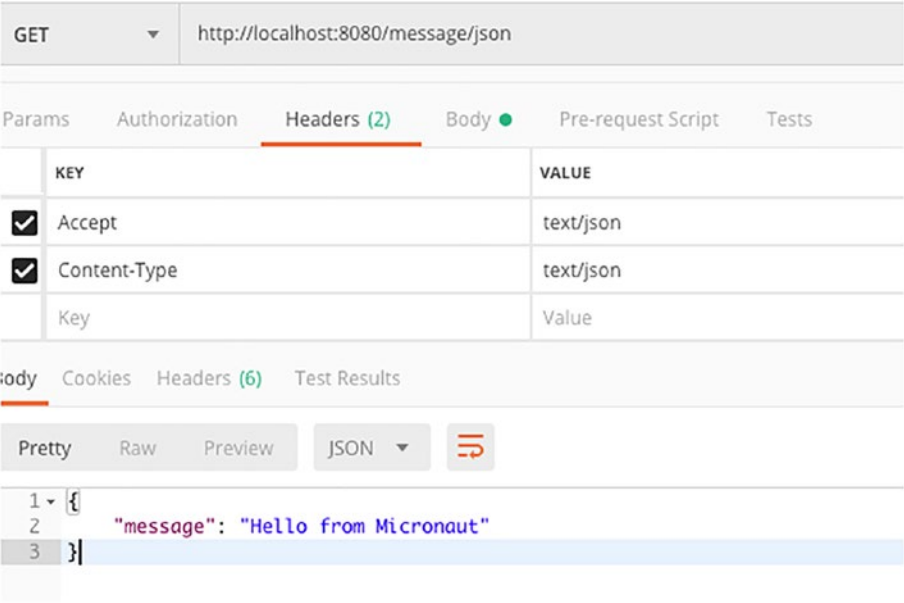 GET http://localhost:8080/message/json
Params Authorization Headers (2) Body Pre-request Script Tests
KEY VALUE
Accept text/json
Content-Type text/json
Key Value
Body Cookies Headers (6) Test Results
Pretty Raw Preview JSON
1 {
2 "message": "Hello from Micronaut"
3 }